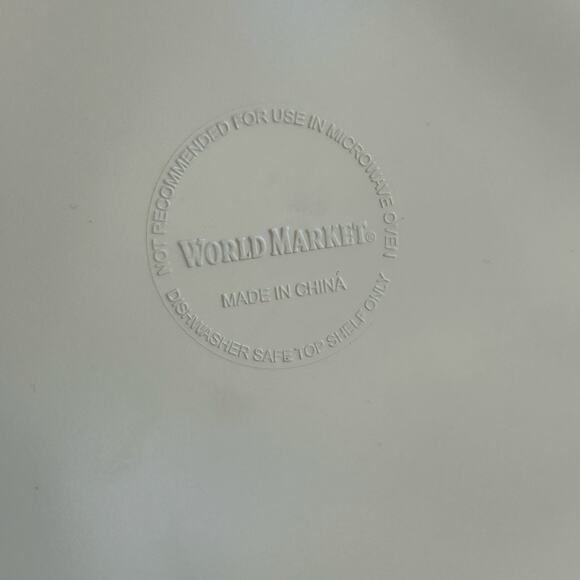 NOT RECOMMENDED FOR USE IN MICROWAVE OVEN
WORLD MARKET®
MADE IN CHINA
DISHWASHER SAFE TOP SHELF ONLY